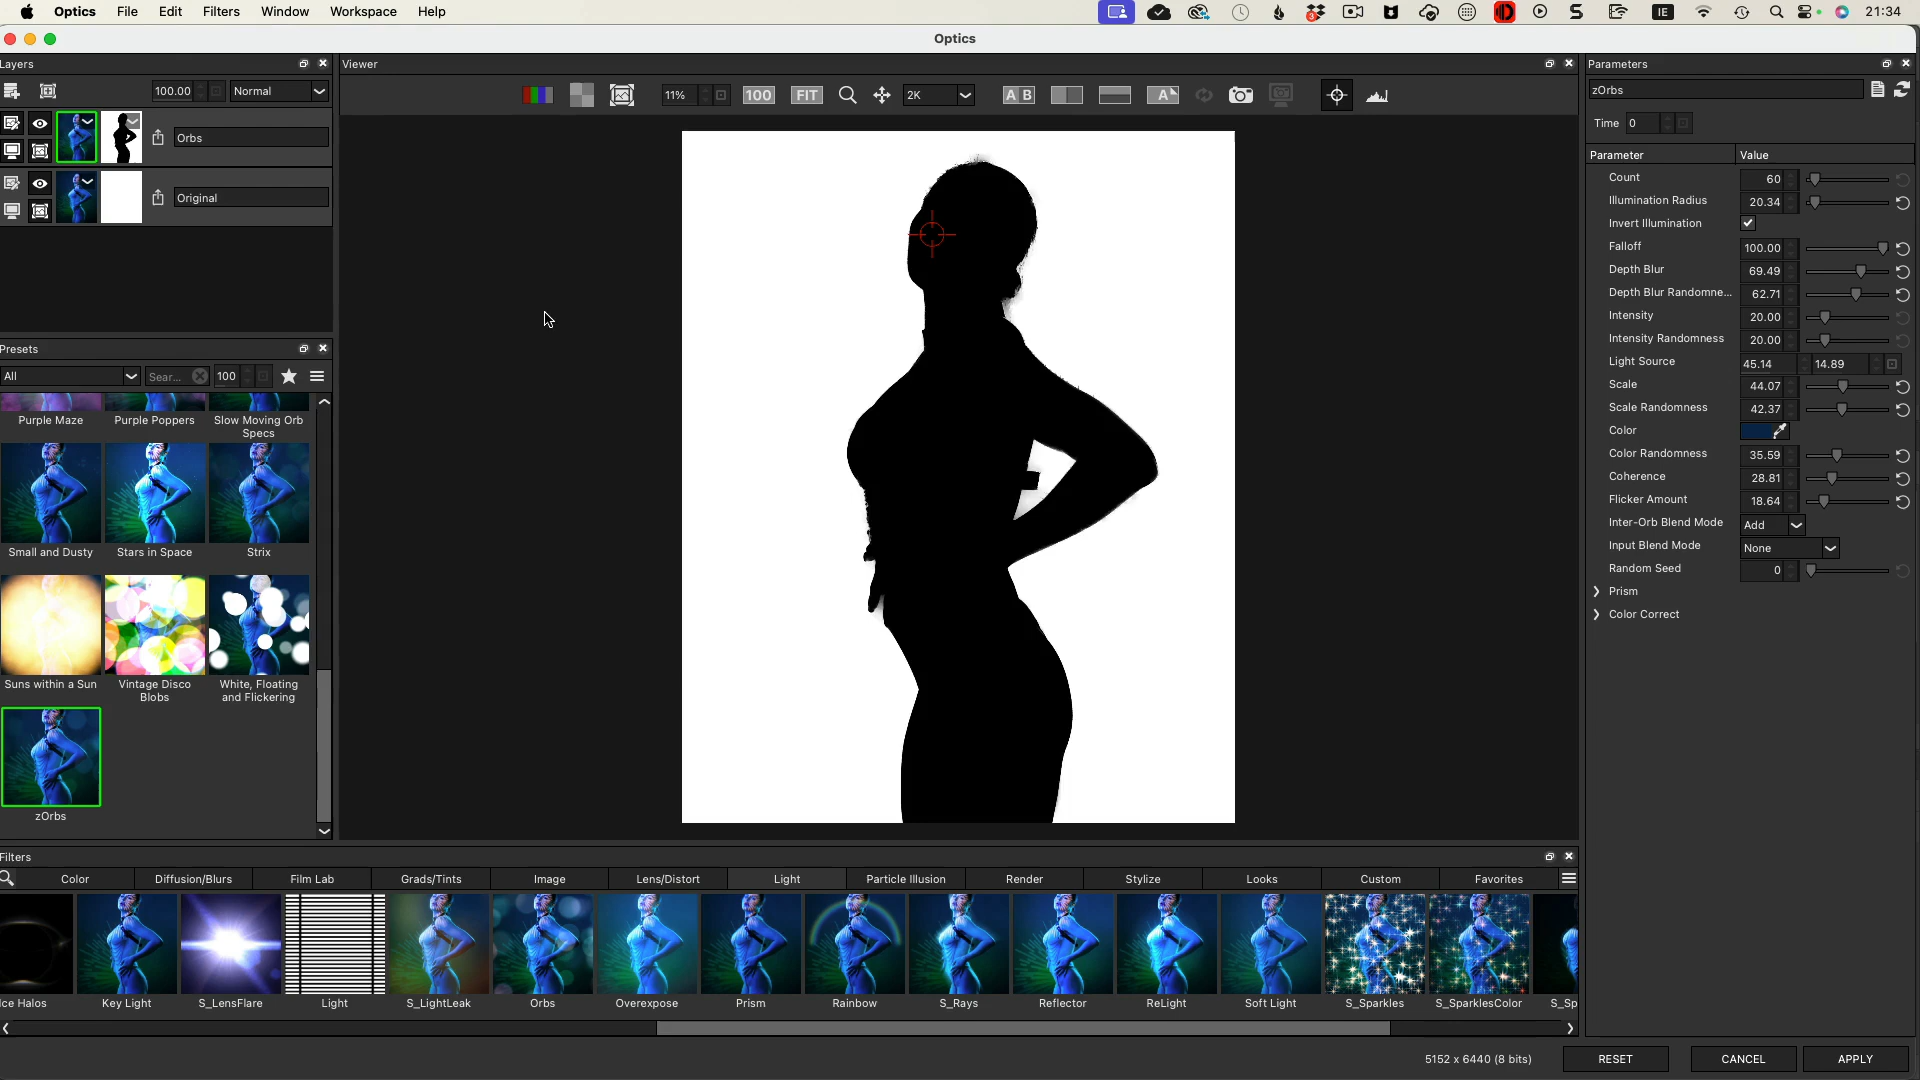 Optics File Edit Filters Window Workspace Help 3 IE 21:34
Optics
Layers
100.00 Normal
Orbs
Original
Presets
All Sear... 100
Purple Maze Purple Poppers Slow Moving Orb Specs
Small and Dusty Stars in Space Strix
Suns within a Sun Vintage Disco Blobs White, Floating and Flickering
zOrbs
Viewer
11% 100 FIT 2K A B A
Parameters
zOrbs
Time 0
Parameter Value
Count 60
Illumination Radius 20.34
Invert Illumination
Falloff 100.00
Depth Blur 69.49
Depth Blur Randomne... 62.71
Intensity 20.00
Intensity Randomness 20.00
Light Source 45.14 14.89
Scale 44.07
Scale Randomness 42.37
Color
Color Randomness 35.59
Coherence 28.81
Flicker Amount 18.64
Inter-Orb Blend Mode Add
Input Blend Mode None
Random Seed 0
Prism
Color Correct
Filters
Color Diffusion/Blurs Film Lab Grads/Tints Image Lens/Distort Light Particle Illusion Render Stylize Looks Custom Favorites
Ice Halos Key Light S_LensFlare Light S_LightLeak Orbs Overexpose Prism Rainbow S_Rays Reflector ReLight Soft Light S_Sparkles S_SparklesColor S_Sp
5152 x 6440 (8 bits) RESET CANCEL APPLY